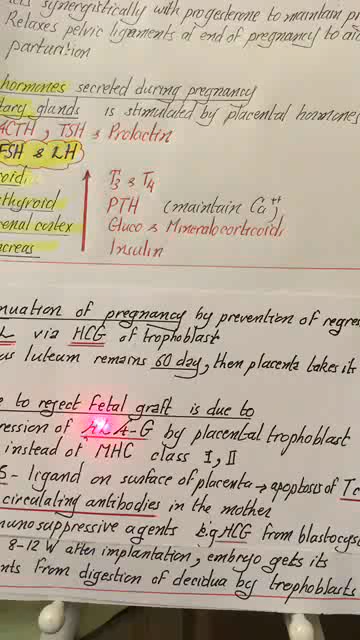 synergistically with progesterone to maintain
Relaxes pelvic ligaments at end of pregnancy to
parturition
hormones secreted during pregnancy
tary glands is stimulated by placental hormones
ACTH, TSH & Prolactin
FSH & LH
oid T3 & T4
thyroid PTH (maintain Ca++)
enal cortex Gluco & Mineralocorticoid
ncreas Insulin
nuation of pregnancy by prevention of regre
via HCG of trophoblast
us luteum remains 60 day, then placenta takes its
e to reject Fetal graft is due to
ression of HLA-G by placental trophoblast
instead of MHC class I, II
S - ligand on surface of placenta → apoptosis of Tc
circulating antibodies in the mother
munosuppressive agents e.g HCG from blastocys
8-12 W after implantation, embryo gets its
nts from digestion of decidua by trophoblasts